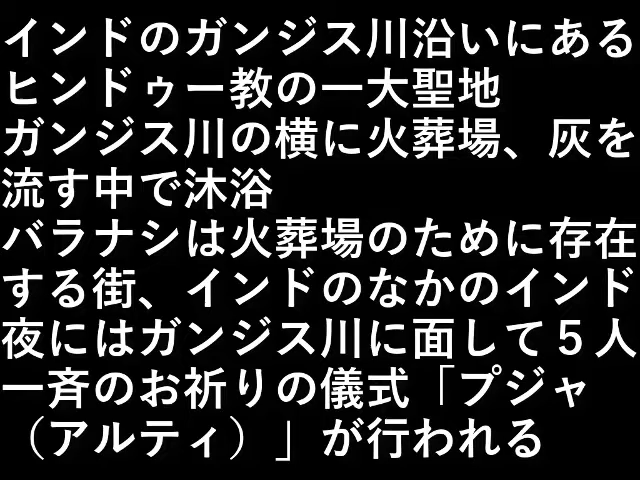 インドのガンジス川沿いにある
ヒンドゥー教の一大聖地
ガンジス川の横に火葬場、灰を
流す中で沐浴
バラナシは火葬場のために存在
する街、インドのなかのインド
夜にはガンジス川に面して５人
一斉のお祈りの儀式「プジャ
（アルティ）」が行われる